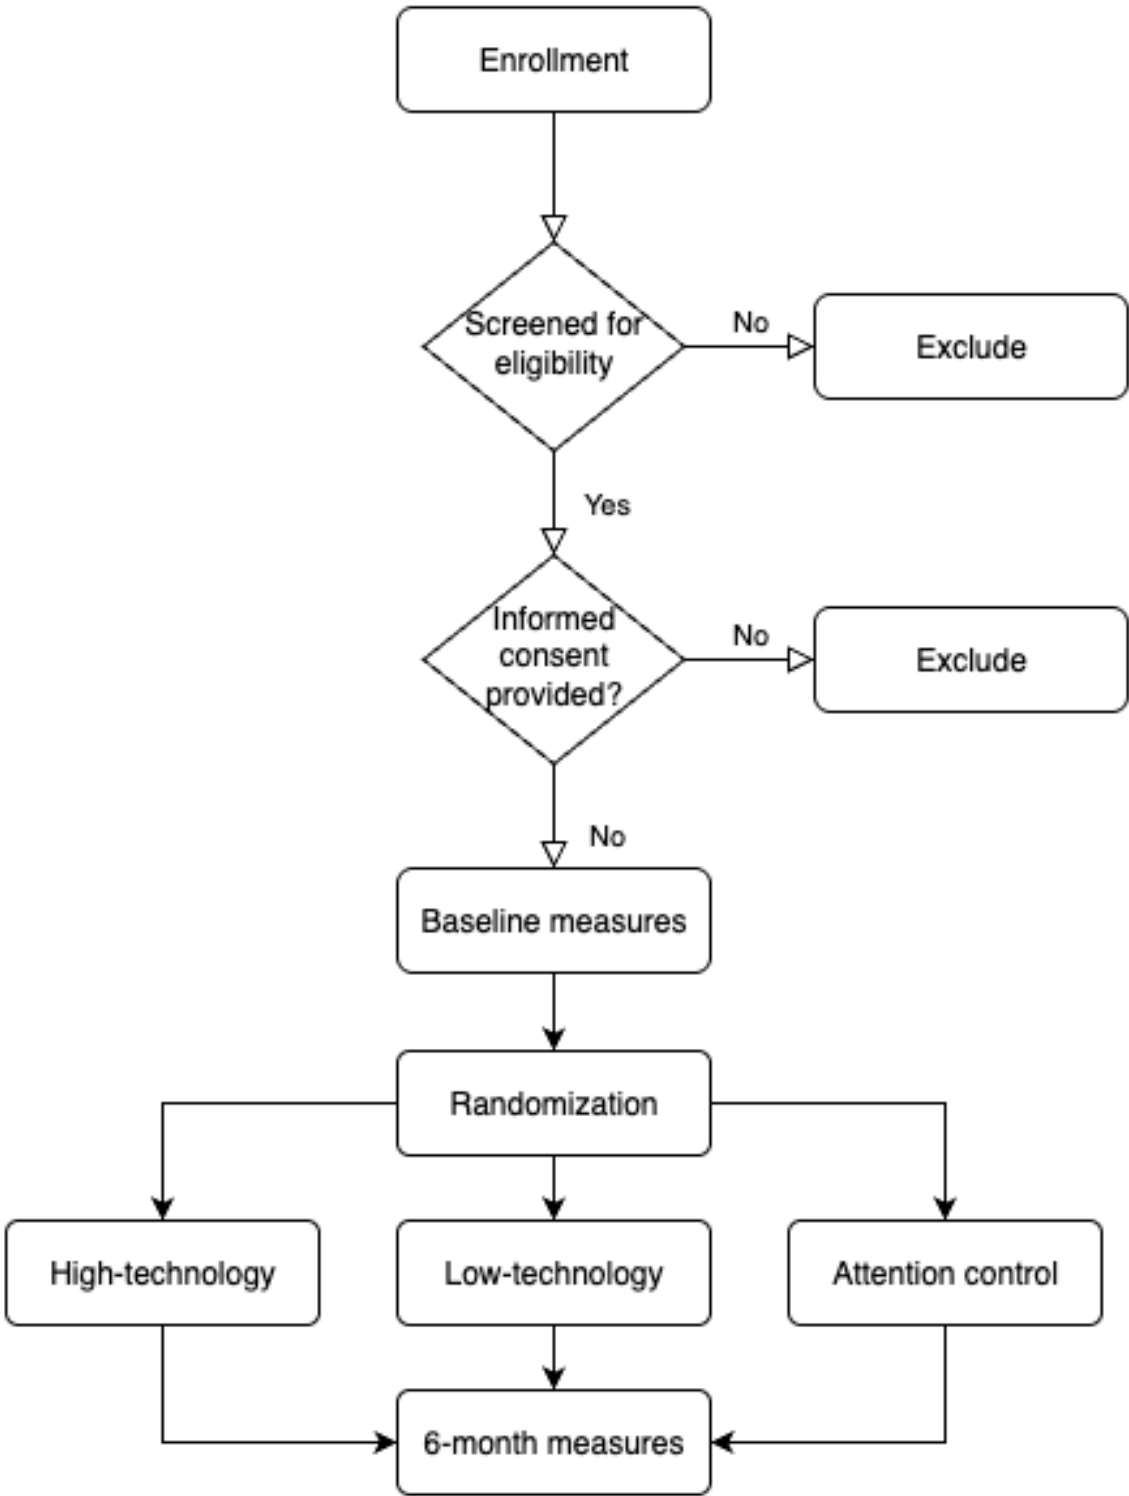 Enrollment
Screened for
eligibility
No
Exclude
Yes
Informed
consent
provided?
No
Exclude
No
Baseline measures
Randomization
High-technology
Low-technology
Attention control
6-month measures